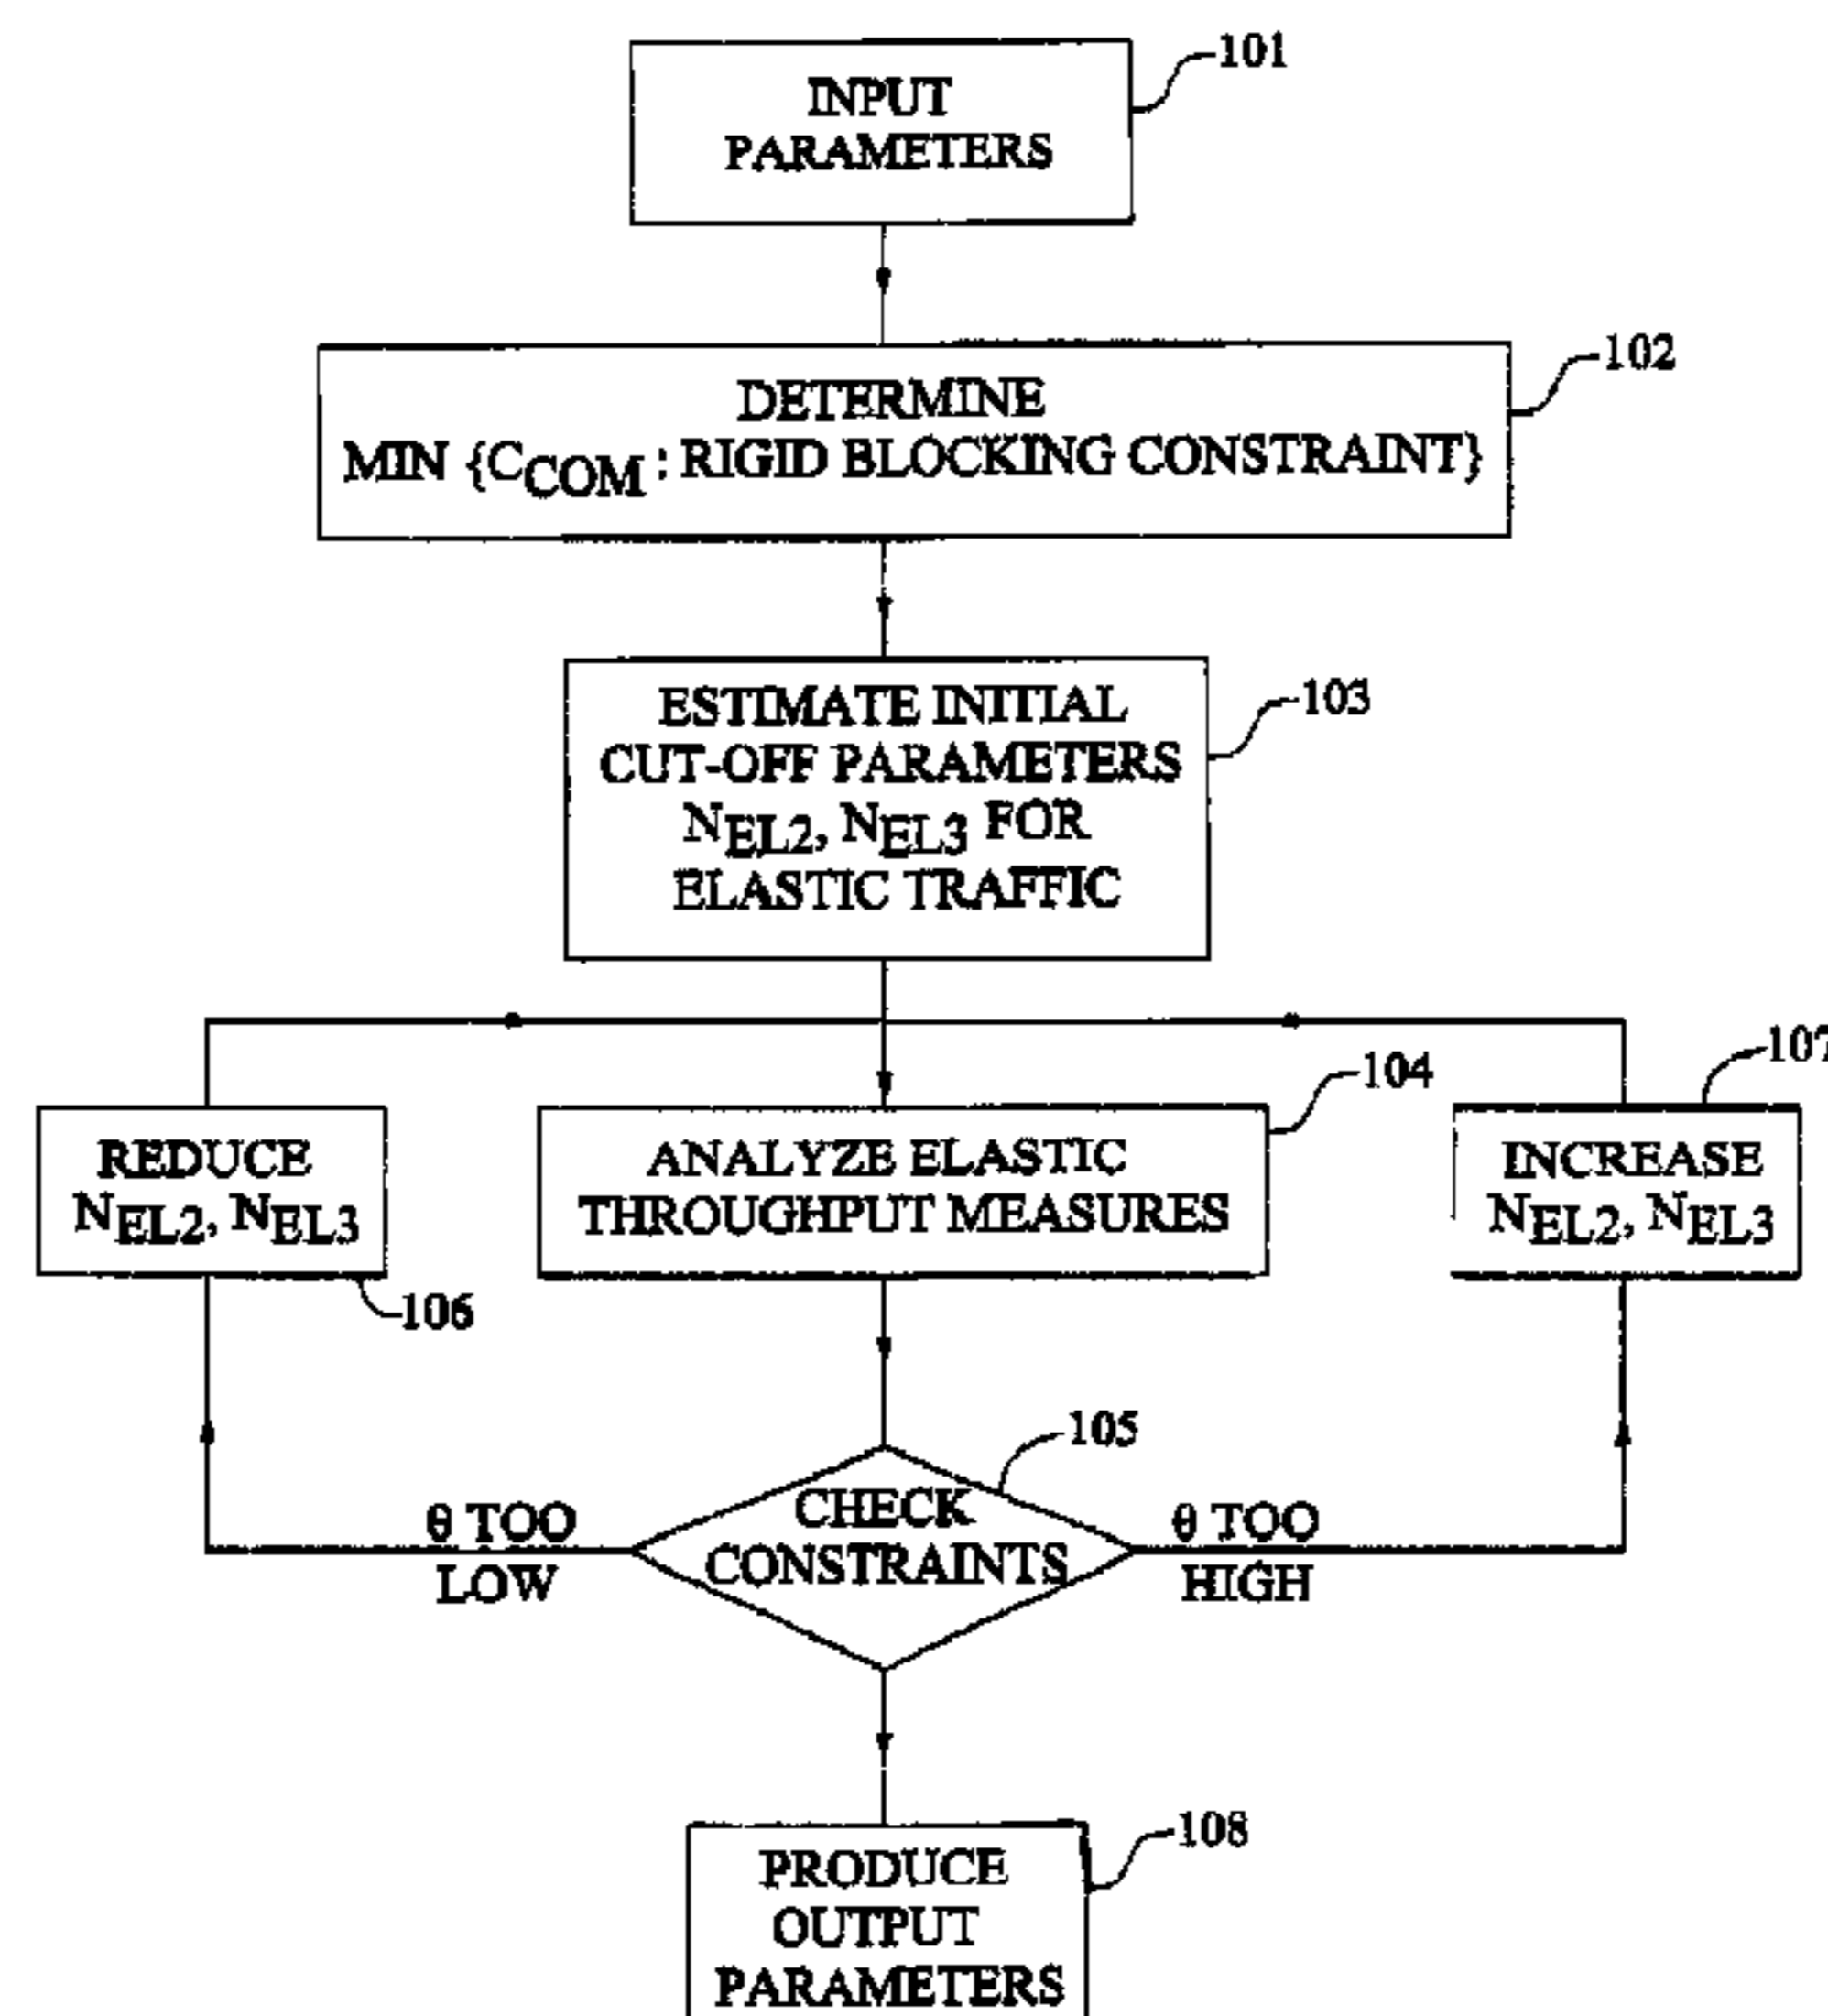 INPUT
PARAMETERS
101
DETERMINE
MIN {CCOM : RIGID BLOCKING CONSTRAINT}
102
ESTIMATE INITIAL
CUT-OFF PARAMETERS
NEL2, NEL3 FOR
ELASTIC TRAFFIC
103
REDUCE
NEL2, NEL3
106
ANALYZE ELASTIC
THROUGHPUT MEASURES
104
INCREASE
NEL2, NEL3
107
CHECK
CONSTRAINTS
105
θ TOO
LOW
θ TOO
HIGH
PRODUCE
OUTPUT
PARAMETERS
108